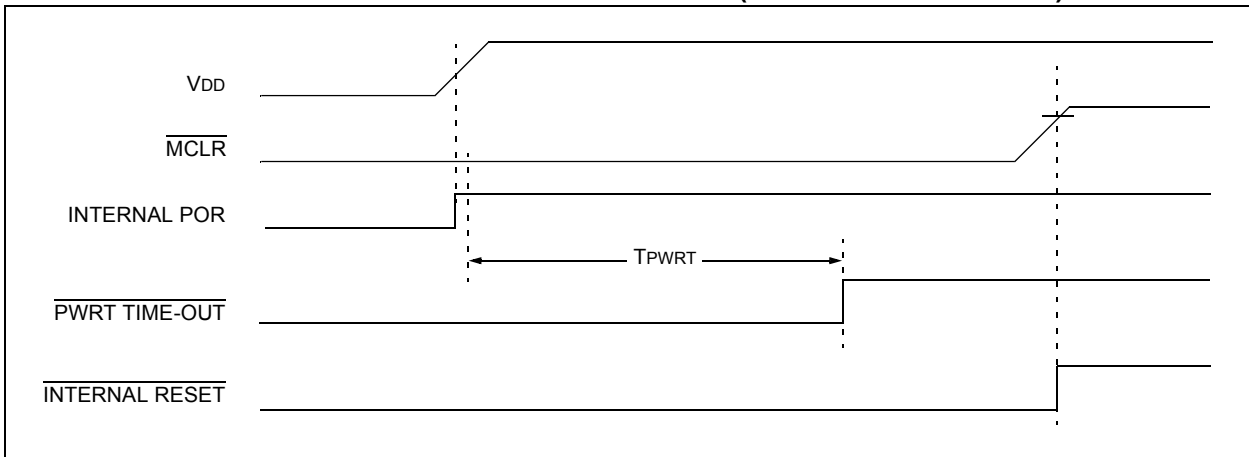 VDD
MCLR
INTERNAL POR
TPWRT
PWRT TIME-OUT
INTERNAL RESET